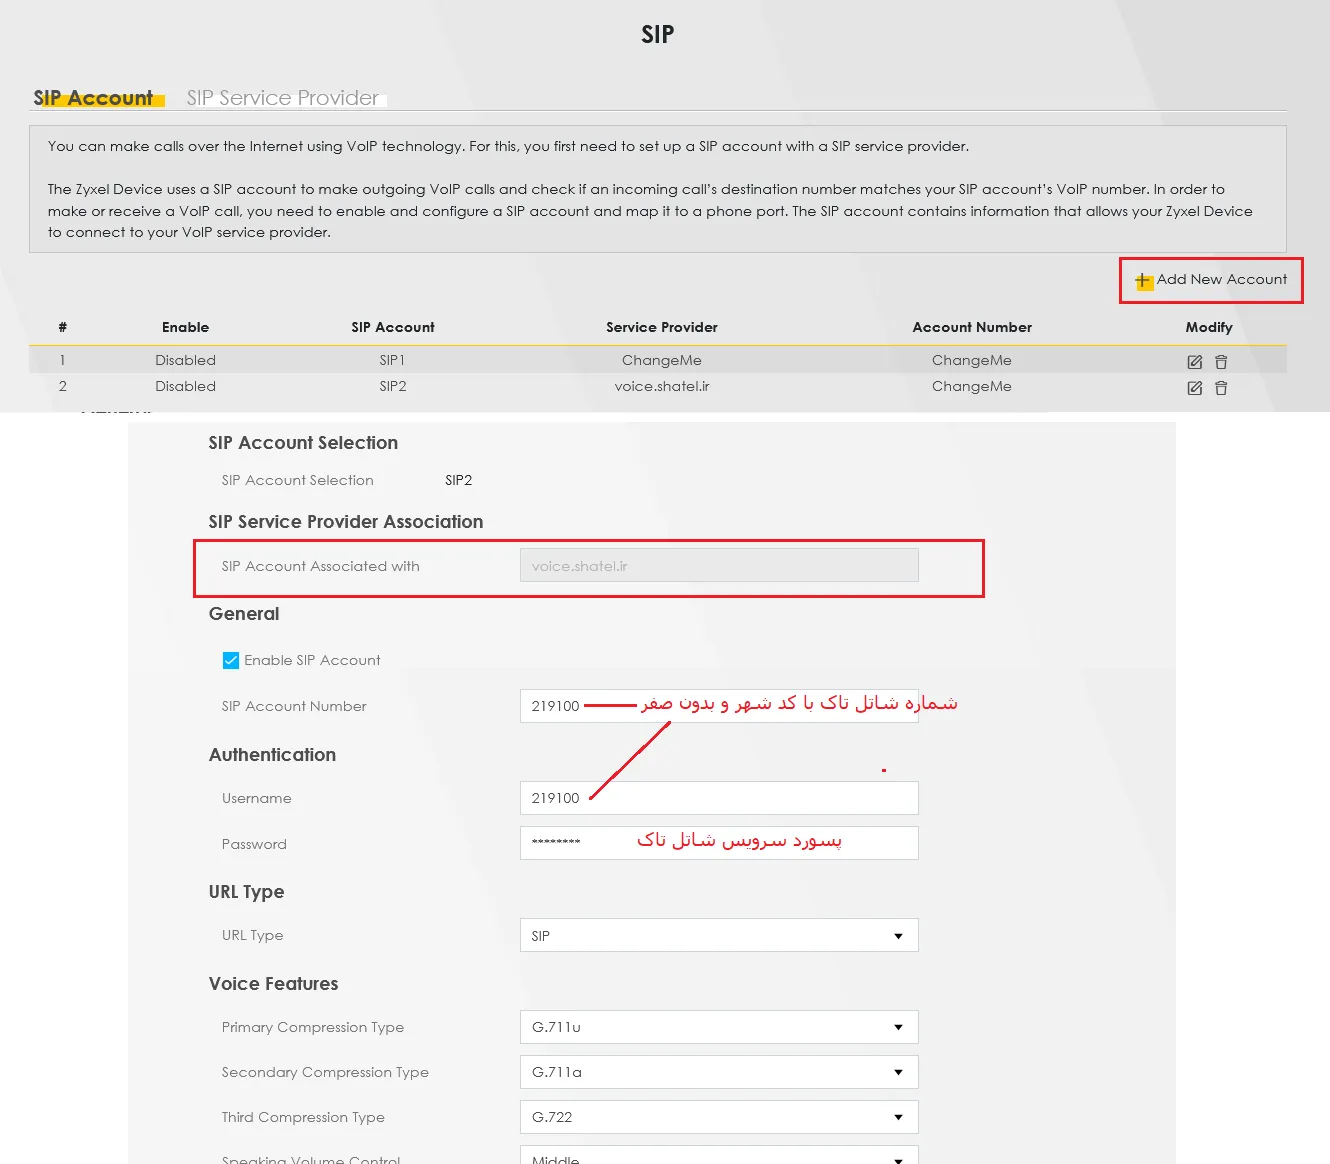 SIP
SIP Account SIP Service Provider
You can make calls over the Internet using VoIP technology. For this, you first need to set up a SIP account with a SIP service provider.
The Zyxel Device uses a SIP account to make outgoing VoIP calls and check if an incoming call's destination number matches your SIP account's VoIP number. In order to
make or receive a VoIP call, you need to enable and configure a SIP account and map it to a phone port. The SIP account contains information that allows your Zyxel Device
to connect to your VoIP service provider.
+ Add New Account
# Enable SIP Account Service Provider Account Number Modify
1 Disabled SIP1 ChangeMe ChangeMe
2 Disabled SIP2 voice.shatel.ir ChangeMe
SIP Account Selection
SIP Account Selection SIP2
SIP Service Provider Association
SIP Account Associated with voice.shatel.ir
General
Enable SIP Account
SIP Account Number 219100 شماره شاتل تاک با کد شهر و بدون صفر
Authentication
Username 219100
Password ******** پسورد سرویس شاتل تاک
URL Type
URL Type SIP
Voice Features
Primary Compression Type G.711u
Secondary Compression Type G.711a
Third Compression Type G.722
Speaking Volume Control Middle